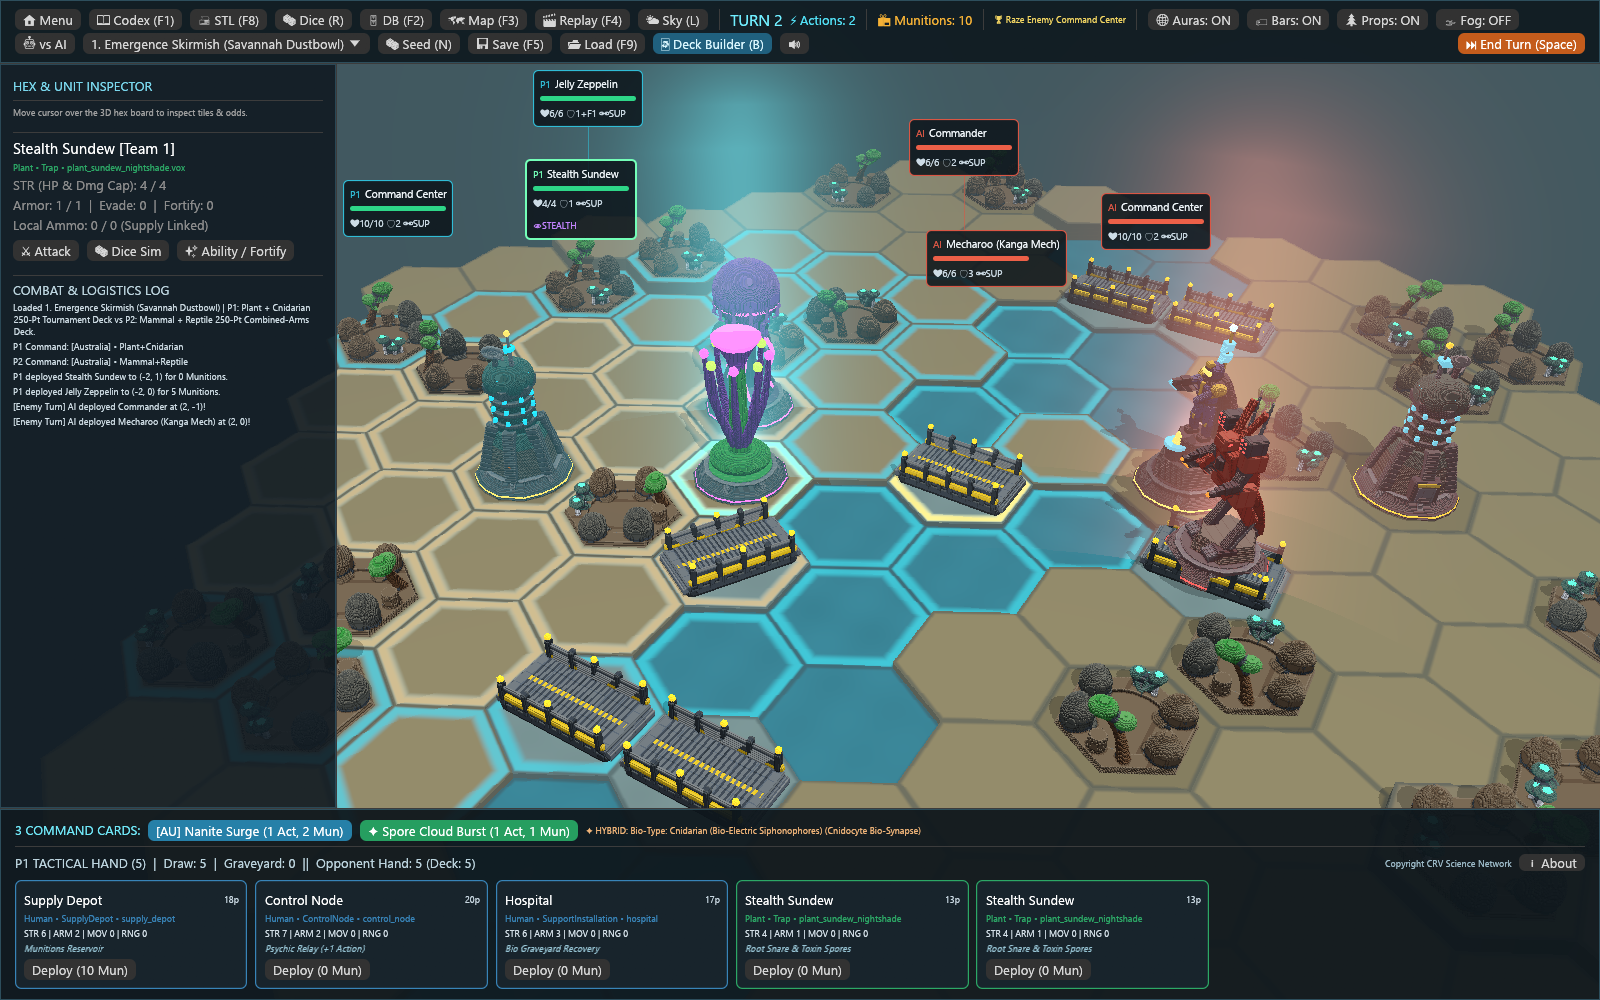 Menu
Codex (F1)
STL (F8)
Dice (R)
DB (F2)
Map (F3)
Replay (F4)
Sky (L)
TURN 2
Actions: 2
Munitions: 10
Raze Enemy Command Center
Auras: ON
Bars: ON
Props: ON
Fog: OFF
vs AI
1. Emergence Skirmish (Savannah Dustbowl)
Seed (N)
Save (F5)
Load (F9)
Deck Builder (B)
End Turn (Space)
HEX & UNIT INSPECTOR
Move cursor over the 3D hex board to inspect tiles & odds.
Stealth Sundew [Team 1]
Plant • Trap • plant_sundew_nightshade.vox
STR (HP & Dmg Cap): 4 / 4
Armor: 1 / 1 | Evade: 0 | Fortify: 0
Local Ammo: 0 / 0 (Supply Linked)
Attack
Dice Sim
Ability / Fortify
COMBAT & LOGISTICS LOG
Loaded 1. Emergence Skirmish (Savannah Dustbowl) | P1: Plant + Cnidarian
250-Pt Tournament Deck vs P2: Mammal + Reptile 250-Pt Combined-Arms
Deck.
P1 Command: [Australia] • Plant+Cnidarian
P2 Command: [Australia] • Mammal+Reptile
P1 deployed Stealth Sundew to (-2, 1) for 0 Munitions.
P1 deployed Jelly Zeppelin to (-2, 0) for 5 Munitions.
[Enemy Turn] AI deployed Commander at (2, -1)!
[Enemy Turn] AI deployed Mecharoo (Kanga Mech) at (2, 0)!
P1 Jelly Zeppelin
6/6 1+F1 SUP
P1 Stealth Sundew
4/4 1 SUP
STEALTH
P1 Command Center
10/10 2 SUP
AI Commander
6/6 2 SUP
AI Mecharoo (Kanga Mech)
6/6 3 SUP
AI Command Center
10/10 2 SUP
3 COMMAND CARDS:
[AU] Nanite Surge (1 Act, 2 Mun)
✦ Spore Cloud Burst (1 Act, 1 Mun)
✦ HYBRID: Bio-Type: Cnidarian (Bio-Electric Siphonophores) (Cnidocyte Bio-Synapse)
P1 TACTICAL HAND (5) | Draw: 5 | Graveyard: 0 || Opponent Hand: 5 (Deck: 5)
Copyright CRV Science Network
i About
Supply Depot 18p
Human • SupplyDepot • supply_depot
STR 6 | ARM 2 | MOV 0 | RNG 0
Munitions Reservoir
Deploy (10 Mun)
Control Node 20p
Human • ControlNode • control_node
STR 7 | ARM 2 | MOV 0 | RNG 0
Psychic Relay (+1 Action)
Deploy (0 Mun)
Hospital 17p
Human • SupportInstallation • hospital
STR 6 | ARM 3 | MOV 0 | RNG 0
Bio Graveyard Recovery
Deploy (0 Mun)
Stealth Sundew 13p
Plant • Trap • plant_sundew_nightshade
STR 4 | ARM 1 | MOV 0 | RNG 0
Root Snare & Toxin Spores
Deploy (0 Mun)
Stealth Sundew 13p
Plant • Trap • plant_sundew_nightshade
STR 4 | ARM 1 | MOV 0 | RNG 0
Root Snare & Toxin Spores
Deploy (0 Mun)